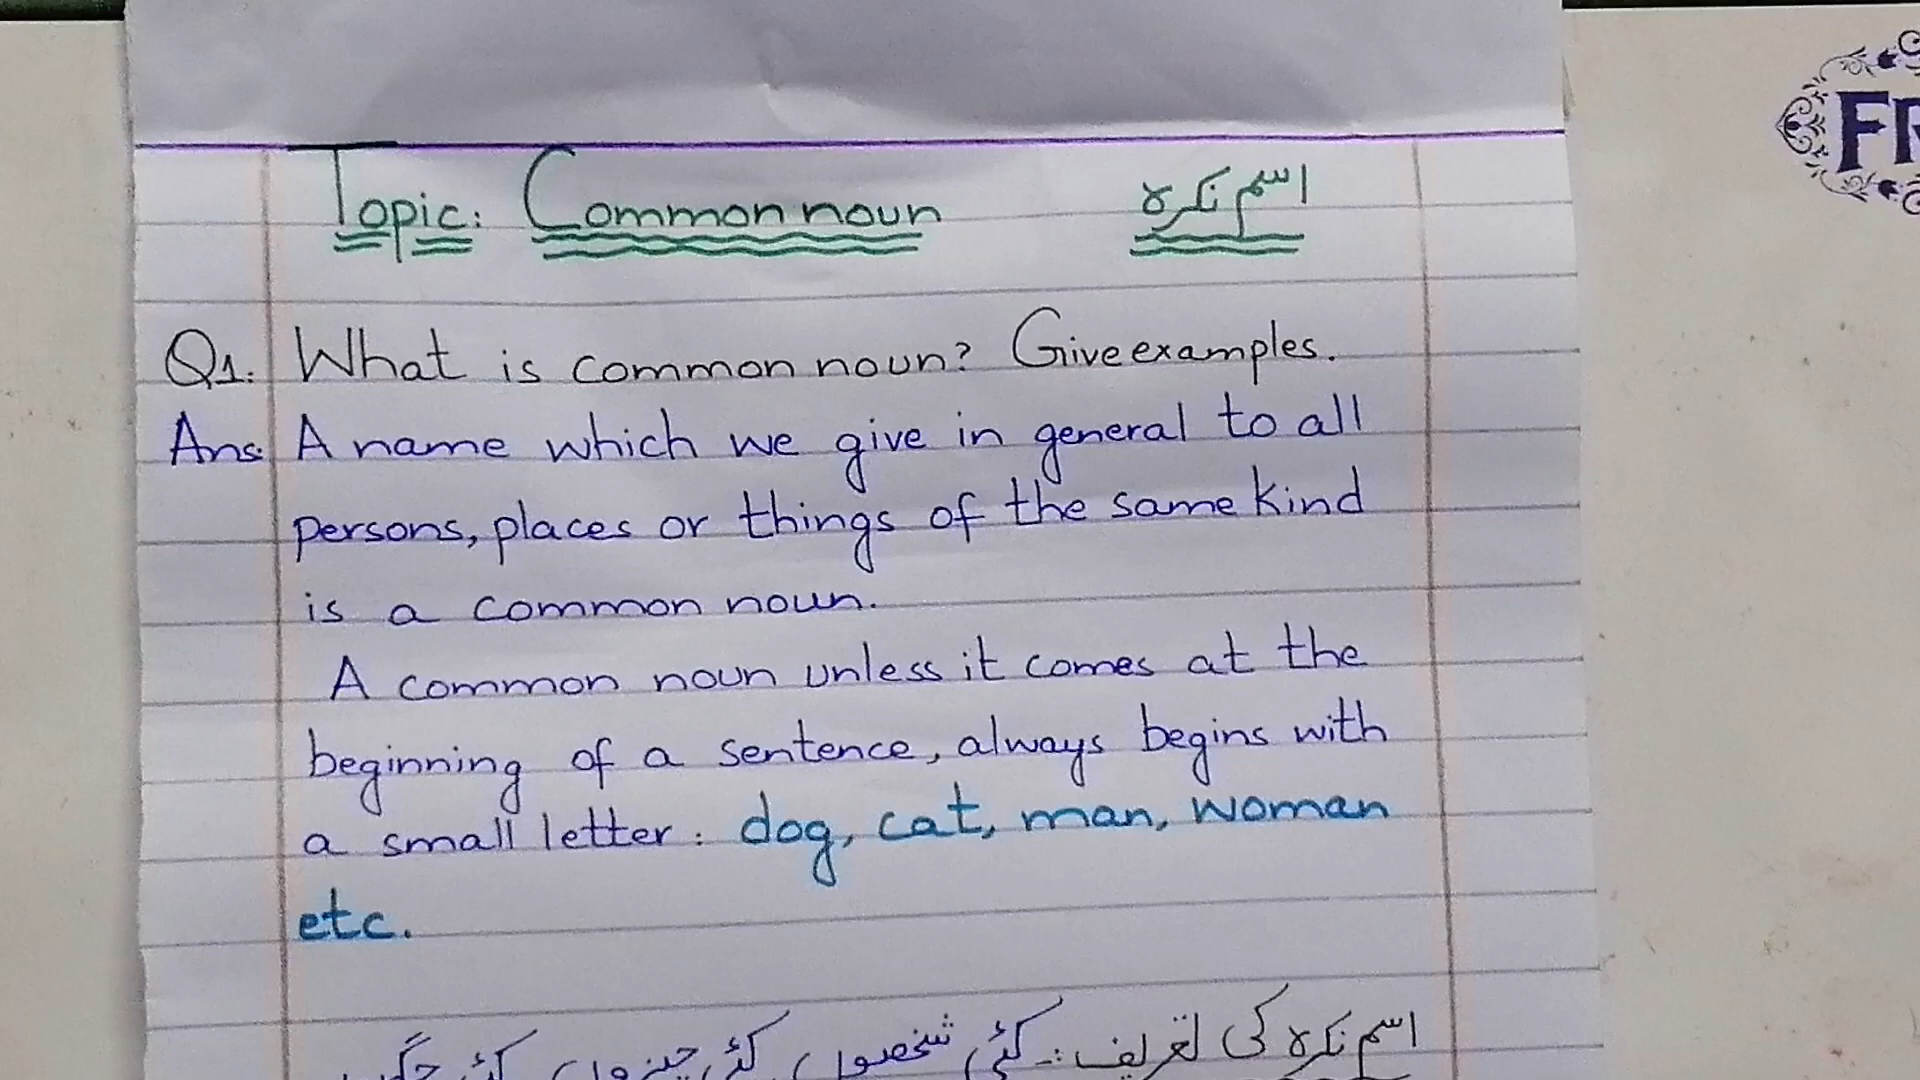 Topic: Common noun اسم نکرہ
Q1. What is common noun? Give examples.
Ans: A name which we give in general to all
persons, places or things of the same kind
is a common noun.
A common noun unless it comes at the
beginning of a sentence, always begins with
a small letter: dog, cat, man, woman
etc.
اسم نکرہ کی تعریف:۔ کئی شخصوں، کئی چیزوں، کئی